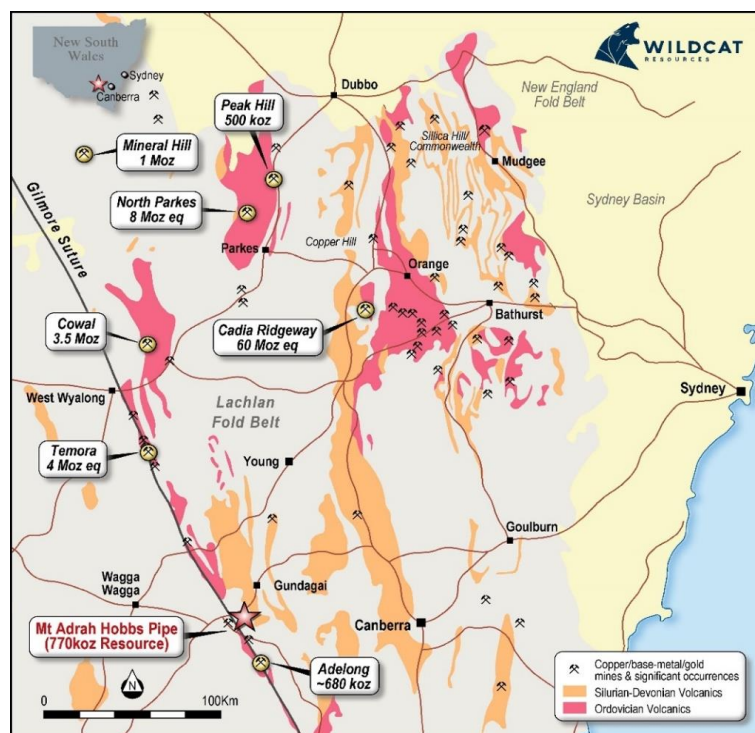 New South
Wales
Sydney
Canberra
WILDCAT
RESOURCES
Dubbo
New England
Fold Belt
Peak Hill
500 koz
Mineral Hill
1 Moz
Sillica Hill/
Commonwealth
Mudgee
North Parkes
8 Moz eq
Sydney Basin
Gilmore Suture
Parkes
Copper Hill
Orange
Cowal
3.5 Moz
Cadia Ridgeway
60 Moz eq
Bathurst
Sydney
West Wyalong
Lachlan
Fold Belt
Temora
4 Moz eq
Young
Goulburn
Wagga
Wagga
Gundagai
Mt Adrah Hobbs Pipe
(770koz Resource)
Canberra
Adelong
~680 koz
N
0
100Km
Copper/base-metal/gold
mines & significant occurrences
Silurian-Devonian Volcanics
Ordovician Volcanics